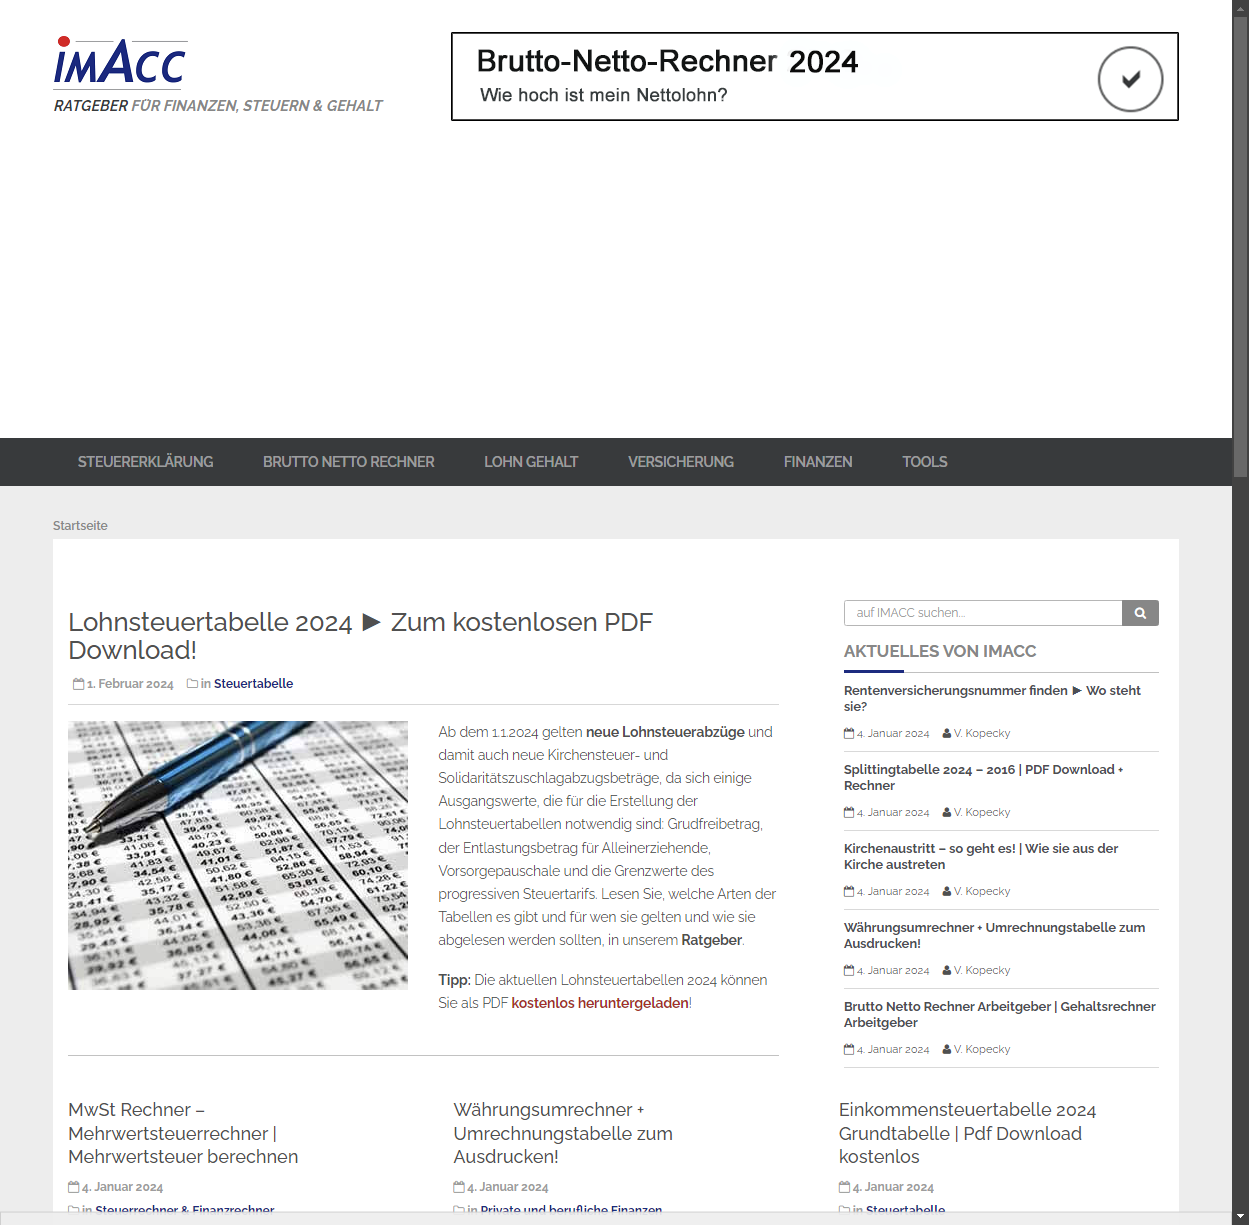 imAcc
RATGEBER FÜR FINANZEN, STEUERN & GEHALT
Brutto-Netto-Rechner 2024
Wie hoch ist mein Nettolohn?
STEUERERKLÄRUNG BRUTTO NETTO RECHNER LOHN GEHALT VERSICHERUNG FINANZEN TOOLS
Startseite
Lohnsteuertabelle 2024 ► Zum kostenlosen PDF
Download!
1. Februar 2024 in Steuertabelle
Ab dem 1.1.2024 gelten neue Lohnsteuerabzüge und
damit auch neue Kirchensteuer- und
Solidaritätszuschlagabzugsbeträge, da sich einige
Ausgangswerte, die für die Erstellung der
Lohnsteuertabellen notwendig sind: Grudfreibetrag,
der Entlastungsbetrag für Alleinerziehende,
Vorsorgepauschale und die Grenzwerte des
progressiven Steuertarifs. Lesen Sie, welche Arten der
Tabellen es gibt und für wen sie gelten und wie sie
abgelesen werden sollten, in unserem Ratgeber.
Tipp: Die aktuellen Lohnsteuertabellen 2024 können
Sie als PDF kostenlos heruntergeladen!
auf IMACC suchen...
AKTUELLES VON IMACC
Rentenversicherungsnummer finden ► Wo steht
sie?
4. Januar 2024 V. Kopecky
Splittingtabelle 2024 – 2016 | PDF Download +
Rechner
4. Januar 2024 V. Kopecky
Kirchenaustritt – so geht es! | Wie sie aus der
Kirche austreten
4. Januar 2024 V. Kopecky
Währungsumrechner + Umrechnungstabelle zum
Ausdrucken!
4. Januar 2024 V. Kopecky
Brutto Netto Rechner Arbeitgeber | Gehaltsrechner
Arbeitgeber
4. Januar 2024 V. Kopecky
MwSt Rechner –
Mehrwertsteuerrechner |
Mehrwertsteuer berechnen
4. Januar 2024
in Steuerrechner & Finanzrechner
Währungsumrechner +
Umrechnungstabelle zum
Ausdrucken!
4. Januar 2024
in Private und berufliche Finanzen
Einkommensteuertabelle 2024
Grundtabelle | Pdf Download
kostenlos
4. Januar 2024
in Steuertabelle